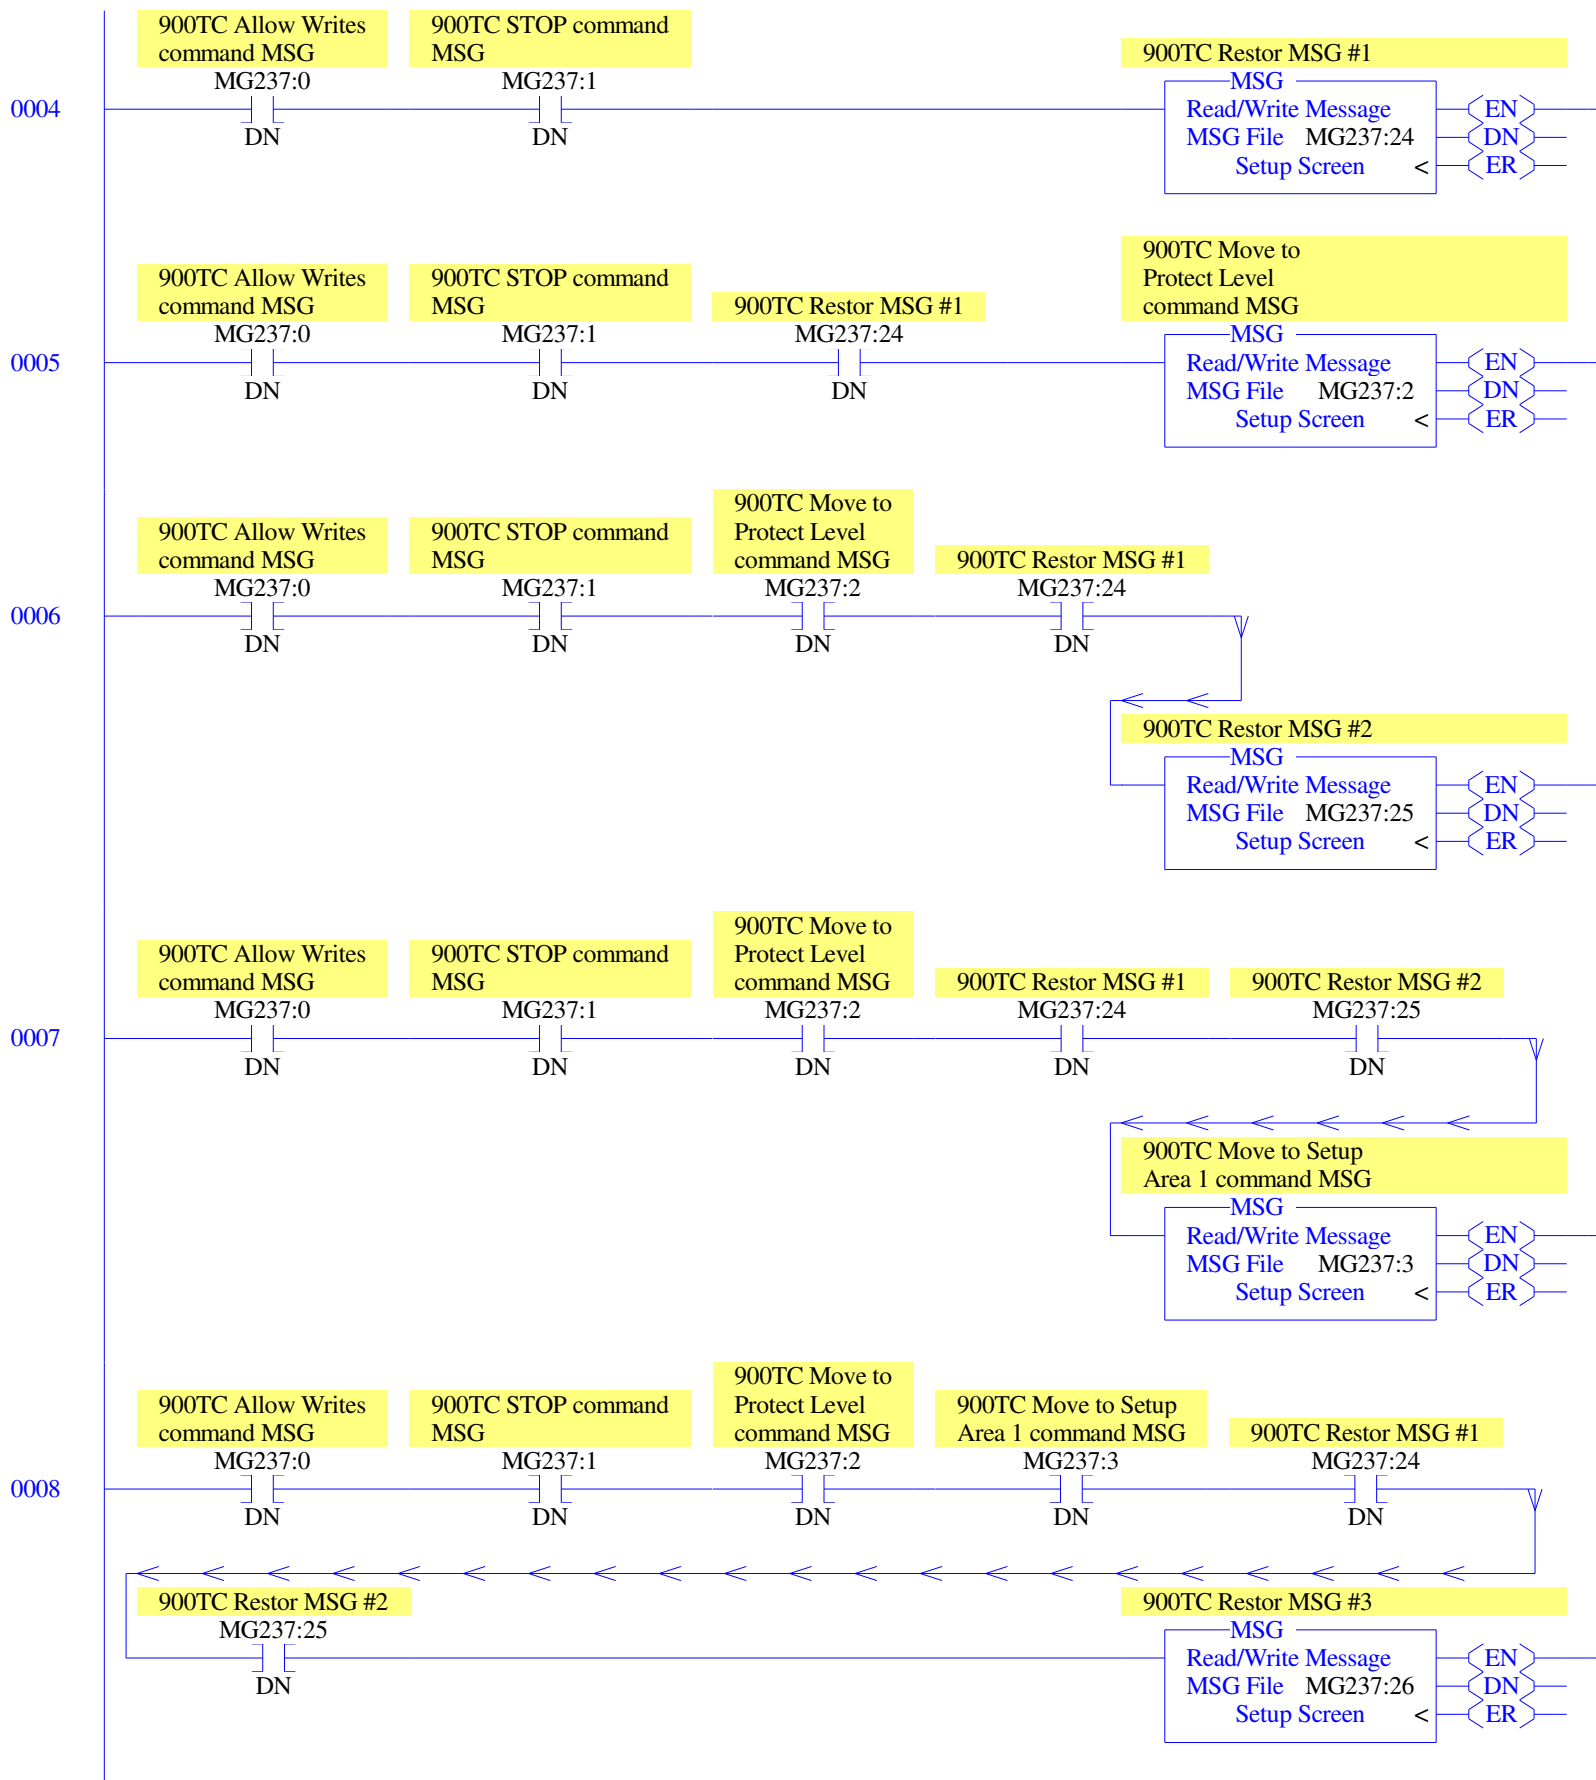 900TC Allow Writes
command MSG
MG237:0
DN
900TC STOP command
MSG
MG237:1
DN
900TC Restor MSG #1
MSG
Read/Write Message
MSG File MG237:24
Setup Screen <
EN
DN
ER
0004
900TC Allow Writes
command MSG
MG237:0
DN
900TC STOP command
MSG
MG237:1
DN
900TC Restor MSG #1
MG237:24
DN
900TC Move to
Protect Level
command MSG
MSG
Read/Write Message
MSG File MG237:2
Setup Screen <
EN
DN
ER
0005
900TC Allow Writes
command MSG
MG237:0
DN
900TC STOP command
MSG
MG237:1
DN
900TC Move to
Protect Level
command MSG
MG237:2
DN
900TC Restor MSG #1
MG237:24
DN
0006
900TC Restor MSG #2
MSG
Read/Write Message
MSG File MG237:25
Setup Screen <
EN
DN
ER
900TC Allow Writes
command MSG
MG237:0
DN
900TC STOP command
MSG
MG237:1
DN
900TC Move to
Protect Level
command MSG
MG237:2
DN
900TC Restor MSG #1
MG237:24
DN
900TC Restor MSG #2
MG237:25
DN
0007
900TC Move to Setup
Area 1 command MSG
MSG
Read/Write Message
MSG File MG237:3
Setup Screen <
EN
DN
ER
900TC Allow Writes
command MSG
MG237:0
DN
900TC STOP command
MSG
MG237:1
DN
900TC Move to
Protect Level
command MSG
MG237:2
DN
900TC Move to Setup
Area 1 command MSG
MG237:3
DN
900TC Restor MSG #1
MG237:24
DN
0008
900TC Restor MSG #2
MG237:25
DN
900TC Restor MSG #3
MSG
Read/Write Message
MSG File MG237:26
Setup Screen <
EN
DN
ER